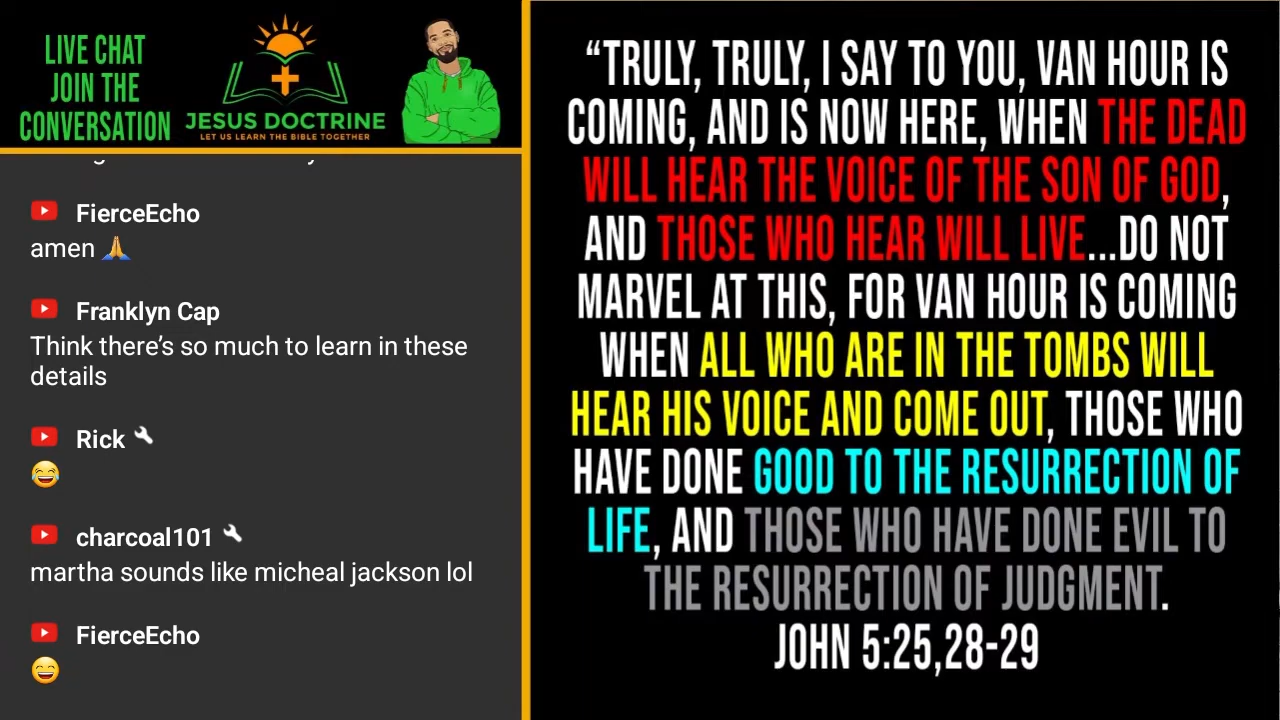 LIVE CHAT
JOIN THE
CONVERSATION
JESUS DOCTRINE
LET US LEARN THE BIBLE TOGETHER
FierceEcho
amen 🙏
Franklyn Cap
Think there’s so much to learn in these
details
Rick
😂
charcoal101
martha sounds like micheal jackson lol
FierceEcho
😄
“TRULY, TRULY, I SAY TO YOU, VAN HOUR IS
COMING, AND IS NOW HERE, WHEN THE DEAD
WILL HEAR THE VOICE OF THE SON OF GOD,
AND THOSE WHO HEAR WILL LIVE...DO NOT
MARVEL AT THIS, FOR VAN HOUR IS COMING
WHEN ALL WHO ARE IN THE TOMBS WILL
HEAR HIS VOICE AND COME OUT, THOSE WHO
HAVE DONE GOOD TO THE RESURRECTION OF
LIFE, AND THOSE WHO HAVE DONE EVIL TO
THE RESURRECTION OF JUDGMENT.
JOHN 5:25,28-29